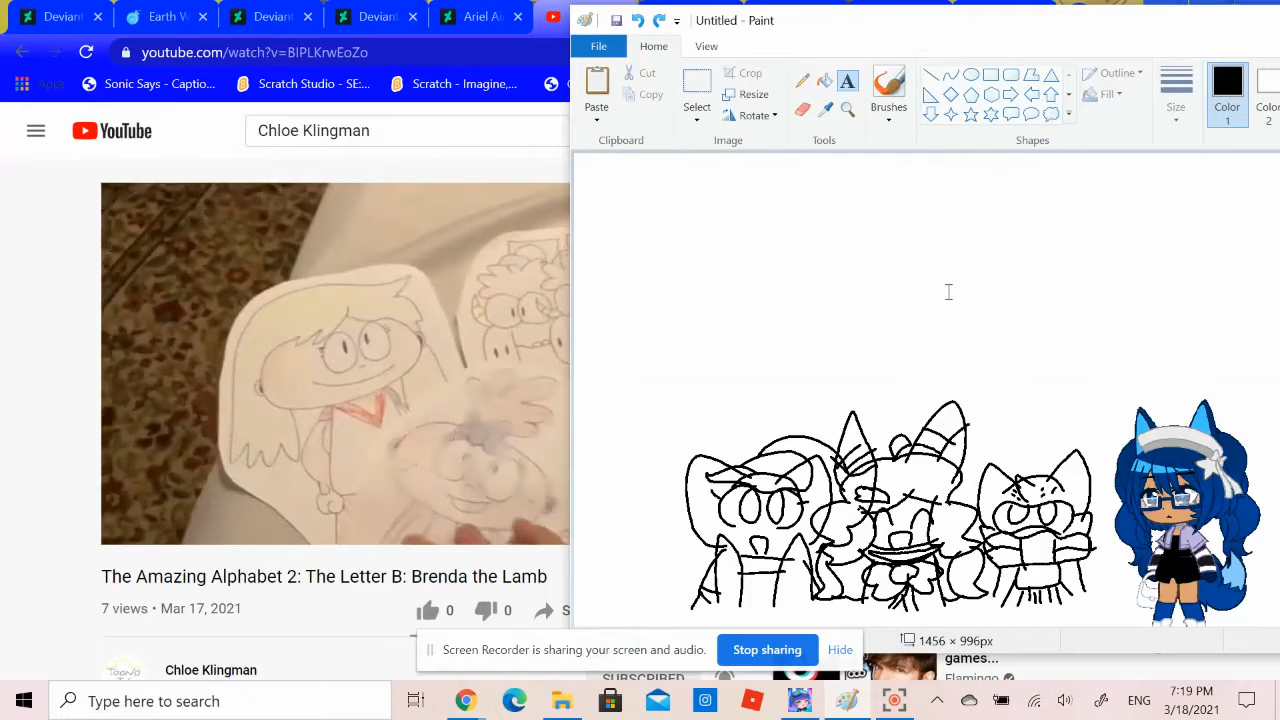 Deviant
Earth W
Deviant
Deviant
Ariel Ai
Untitled - Paint
youtube.com/watch?v=BIPLKrwEoZo
File
Home
View
Apps
Sonic Says - Captio...
Scratch Studio - SE:...
Scratch - Imagine,...
Paste
Cut
Copy
Select
Crop
Resize
Rotate
A
Brushes
Outline
Fill
Size
Color
1
Color
2
Clipboard
Image
Tools
Shapes
YouTube
Chloe Klingman
The Amazing Alphabet 2: The Letter B: Brenda the Lamb
7 views • Mar 17, 2021
0
0
S
Screen Recorder is sharing your screen and audio.
Stop sharing
Hide
1456 × 996px
Chloe Klingman
SUBSCRIBED
games...
Flamingo
Type here to search
ENG
7:19 PM
3/18/2021